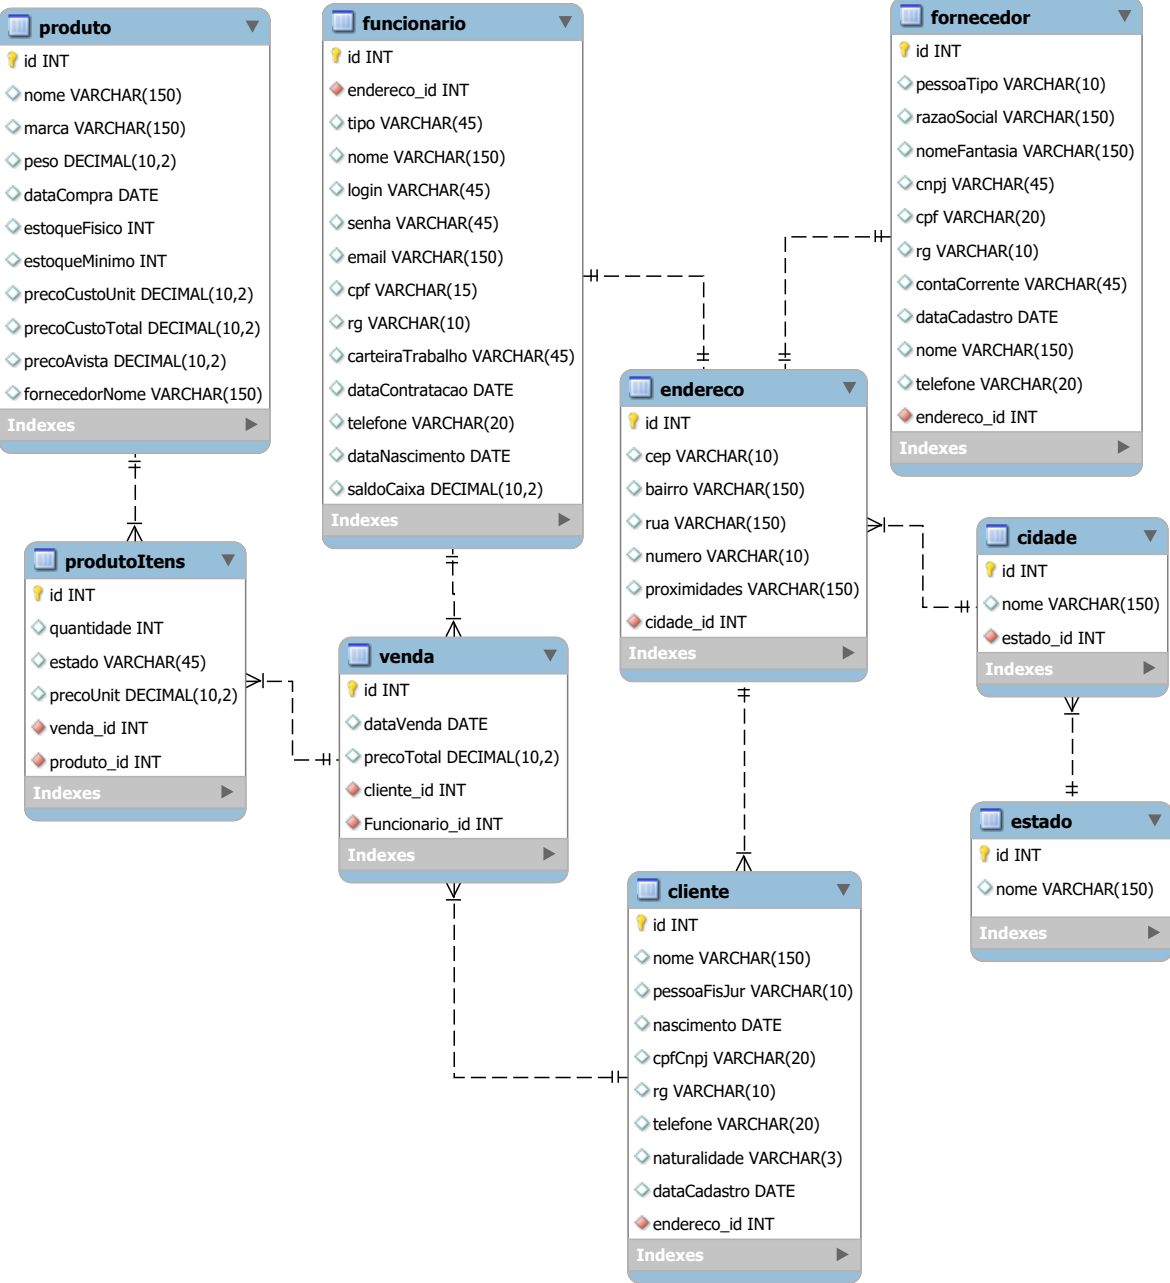 produto
id INT
nome VARCHAR(150)
marca VARCHAR(150)
peso DECIMAL(10,2)
dataCompra DATE
estoqueFisico INT
estoqueMinimo INT
precoCustoUnit DECIMAL(10,2)
precoCustoTotal DECIMAL(10,2)
precoAvista DECIMAL(10,2)
fornecedorNome VARCHAR(150)
Indexes
funcionario
id INT
endereco_id INT
tipo VARCHAR(45)
nome VARCHAR(150)
login VARCHAR(45)
senha VARCHAR(45)
email VARCHAR(150)
cpf VARCHAR(15)
rg VARCHAR(10)
carteiraTrabalho VARCHAR(45)
dataContratacao DATE
telefone VARCHAR(20)
dataNascimento DATE
saldoCaixa DECIMAL(10,2)
Indexes
fornecedor
id INT
pessoaTipo VARCHAR(10)
razaoSocial VARCHAR(150)
nomeFantasia VARCHAR(150)
cnpj VARCHAR(45)
cpf VARCHAR(20)
rg VARCHAR(10)
contaCorrente VARCHAR(45)
dataCadastro DATE
nome VARCHAR(150)
telefone VARCHAR(20)
endereco_id INT
Indexes
endereco
id INT
cep VARCHAR(10)
bairro VARCHAR(150)
rua VARCHAR(150)
numero VARCHAR(10)
proximidades VARCHAR(150)
cidade_id INT
Indexes
cidade
id INT
nome VARCHAR(150)
estado_id INT
Indexes
produtoItens
id INT
quantidade INT
estado VARCHAR(45)
precoUnit DECIMAL(10,2)
venda_id INT
produto_id INT
Indexes
venda
id INT
dataVenda DATE
precoTotal DECIMAL(10,2)
cliente_id INT
Funcionario_id INT
Indexes
estado
id INT
nome VARCHAR(150)
Indexes
cliente
id INT
nome VARCHAR(150)
pessoaFisJur VARCHAR(10)
nascimento DATE
cpfCnpj VARCHAR(20)
rg VARCHAR(10)
telefone VARCHAR(20)
naturalidade VARCHAR(3)
dataCadastro DATE
endereco_id INT
Indexes